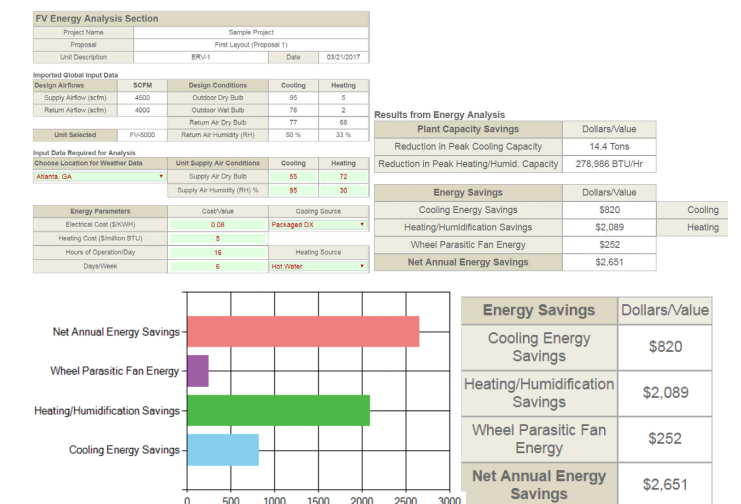 FV Energy Analysis Section
Project Name Sample Project
Proposal First Layout (Proposal 1)
Unit Description ERV-1 Date 03/21/2017
Imported Global Input Data
Design Airflows SCFM Design Conditions Cooling Heating
Supply Airflow (scfm) 4500 Outdoor Dry Bulb 95 5
Return Airflow (scfm) 4000 Outdoor Wet Bulb 78 2
Return Air Dry Bulb 77 68
Unit Selected FV-5000 Return Air Humidity (RH) 50 % 33 %
Input Data Required for Analysis
Choose Location for Weather Data Unit Supply Air Conditions Cooling Heating
Atlanta, GA Supply Air Dry Bulb 55 72
Supply Air Humidity (RH) % 95 30
Energy Parameters Cost/Value Cooling Source
Electrical Cost ($/KWH) 0.08 Packaged DX
Heating Cost ($/million BTU) 5
Hours of Operation/Day 16 Heating Source
Days/Week 6 Hot Water
Results from Energy Analysis
Plant Capacity Savings Dollars/Value
Reduction in Peak Cooling Capacity 14.4 Tons
Reduction in Peak Heating/Humid. Capacity 278,986 BTU/Hr
Energy Savings Dollars/Value
Cooling Energy Savings $820 Cooling
Heating/Humidification Savings $2,089 Heating
Wheel Parasitic Fan Energy $252
Net Annual Energy Savings $2,651
Net Annual Energy Savings
Wheel Parasitic Fan Energy
Heating/Humidification Savings
Cooling Energy Savings
0 500 1000 1500 2000 2500 3000
Energy Savings Dollars/Value
Cooling Energy
Savings $820
Heating/Humidification
Savings $2,089
Wheel Parasitic Fan
Energy $252
Net Annual Energy
Savings $2,651